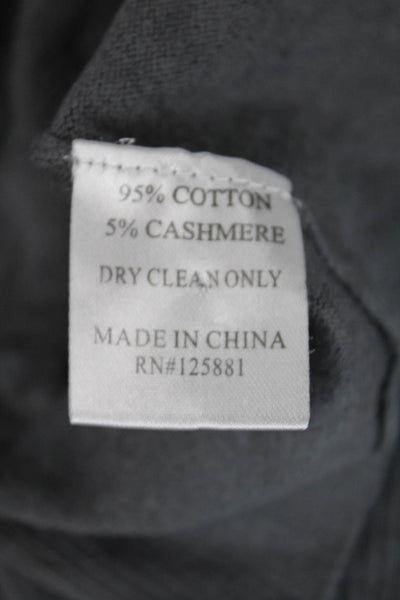 95% COTTON
5% CASHMERE
DRY CLEAN ONLY
MADE IN CHINA
RN#125881